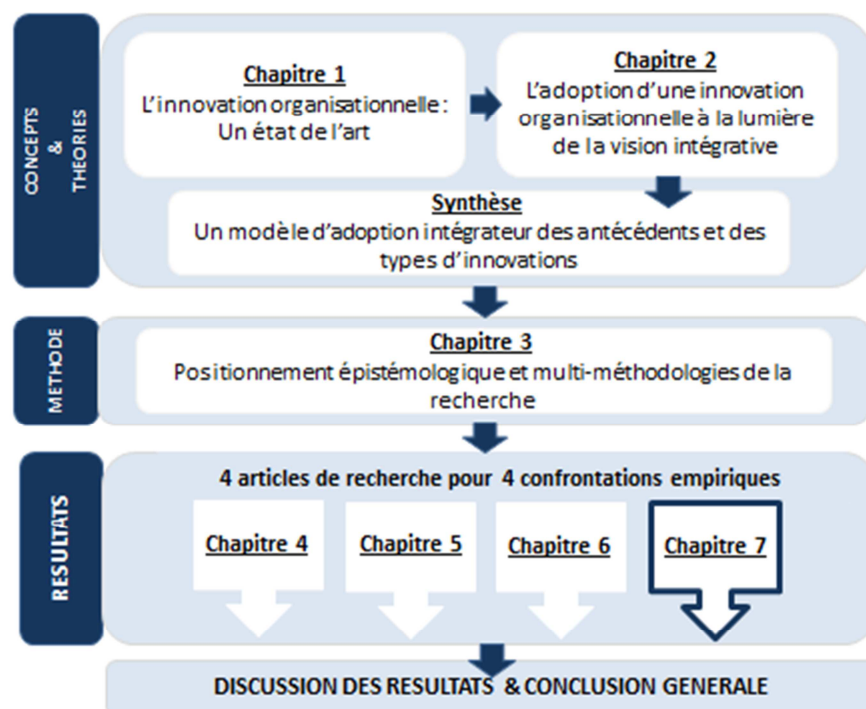 CONCEPTS
&
THEORIES
Chapitre 1
L'innovation organisationnelle :
Un état de l'art
Chapitre 2
L'adoption d'une innovation
organisationnelle à la lumière
de la vision intégrative
Synthèse
Un modèle d'adoption intégrateur des antécédents et des
types d'innovations
METHODE
Chapitre 3
Positionnement épistémologique et multi-méthodologies de la
recherche
RESULTATS
4 articles de recherche pour 4 confrontations empiriques
Chapitre 4
Chapitre 5
Chapitre 6
Chapitre 7
DISCUSSION DES RESULTATS & CONCLUSION GENERALE